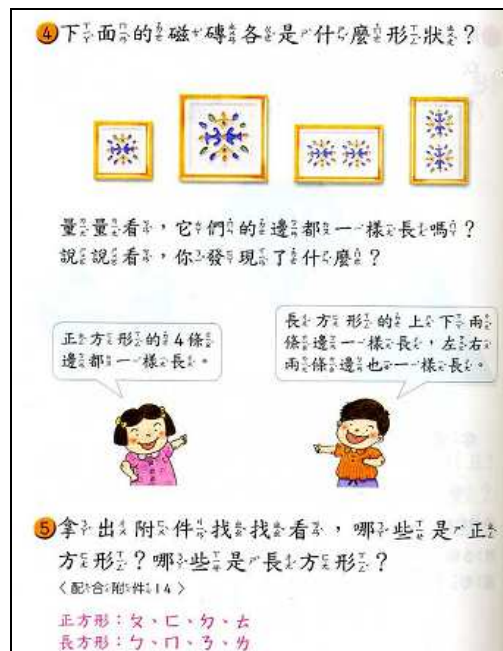 4 下面的磁磚各是什麼形狀？
量量看，它們的邊都一樣長嗎？
說說看，你發現了什麼？
正方形的4條
邊都一樣長。
長方形的上下兩
條邊一樣長，左右
兩條邊也一樣長。
5 拿出附件找找看，哪些是正
方形？哪些是長方形？
〈配合附件14〉
正方形：ㄆ、ㄈ、ㄉ、ㄊ
長方形：ㄅ、ㄇ、ㄋ、ㄌ